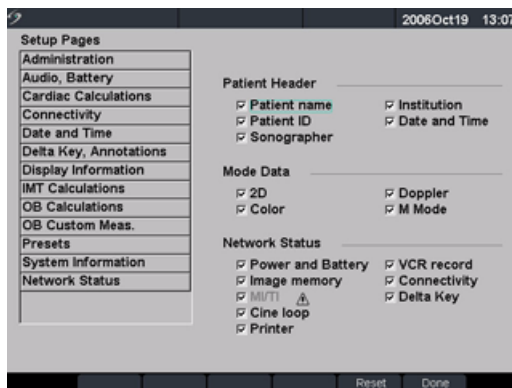 2006Oct19 13:07
Setup Pages
Administration
Audio, Battery
Cardiac Calculations
Connectivity
Date and Time
Delta Key, Annotations
Display Information
IMT Calculations
OB Calculations
OB Custom Meas.
Presets
System Information
Network Status
Patient Header
Patient name
Institution
Patient ID
Date and Time
Sonographer
Mode Data
2D
Doppler
Color
M Mode
Network Status
Power and Battery
VCR record
Image memory
Connectivity
MI/TI
Delta Key
Cine loop
Printer
Reset
Done